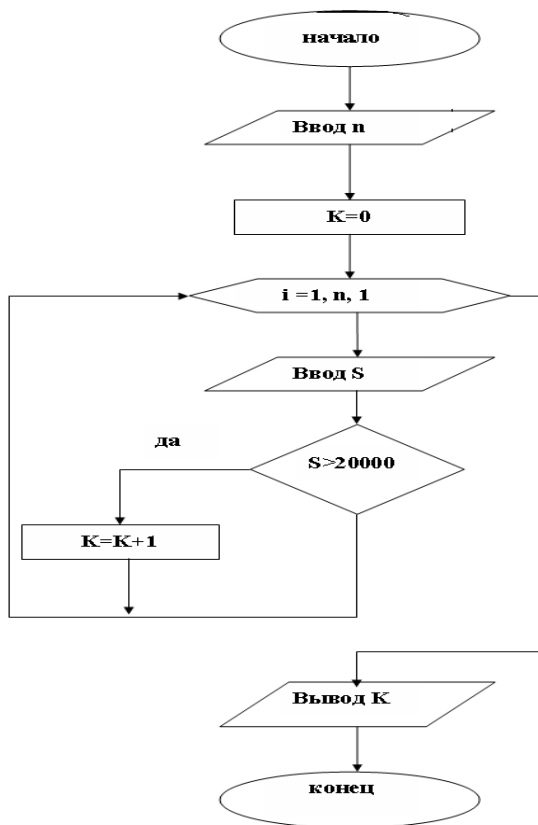 начало
Ввод n
K=0
i =1, n, 1
Ввод S
да
S>20000
K=K+1
Вывод K
конец